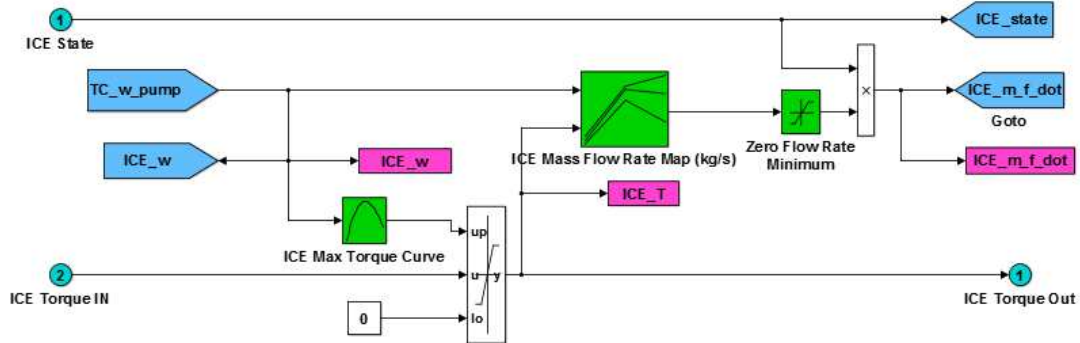 1
ICE State
ICE_state
TC_w_pump
ICE_m_f_dot
Goto
×
ICE Mass Flow Rate Map (kg/s)
Zero Flow Rate
Minimum
ICE_w
ICE_w
ICE_m_f_dot
ICE_T
ICE Max Torque Curve
up
u
y
lo
2
ICE Torque IN
0
1
ICE Torque Out